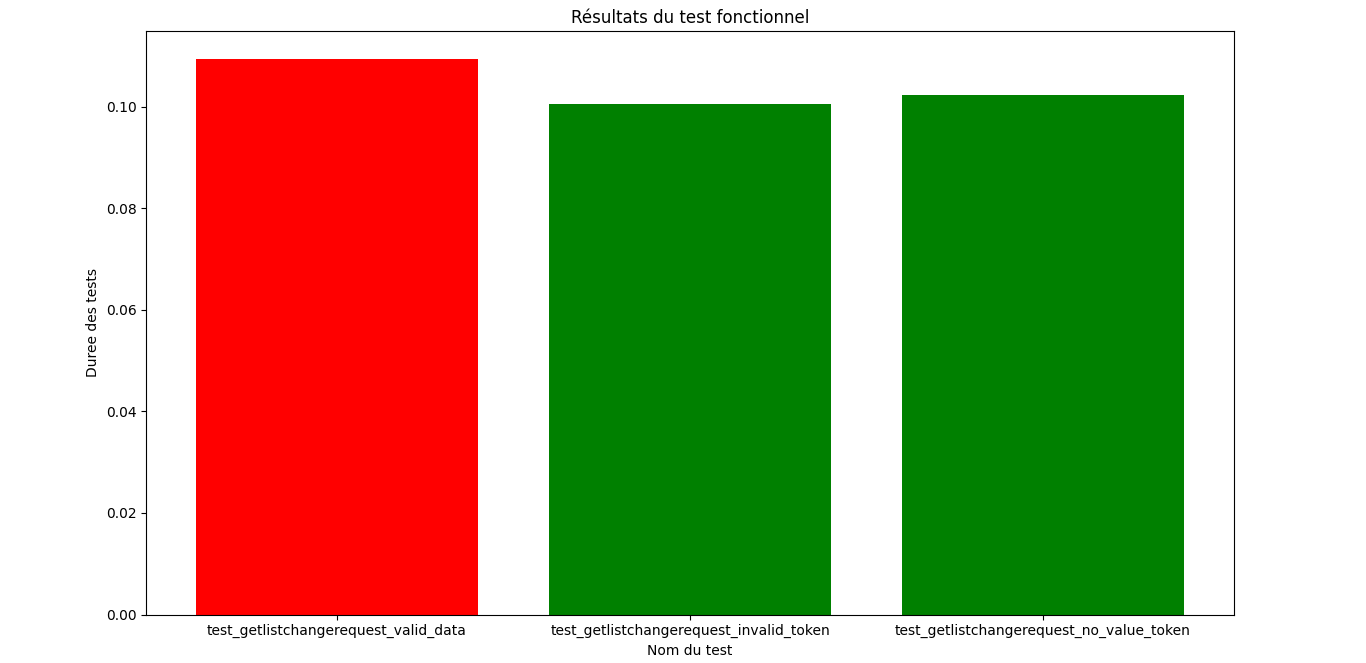 Résultats du test fonctionnel
Duree des tests
0.10
0.08
0.06
0.04
0.02
0.00
test_getlistchangerequest_valid_data
test_getlistchangerequest_invalid_token
test_getlistchangerequest_no_value_token
Nom du test